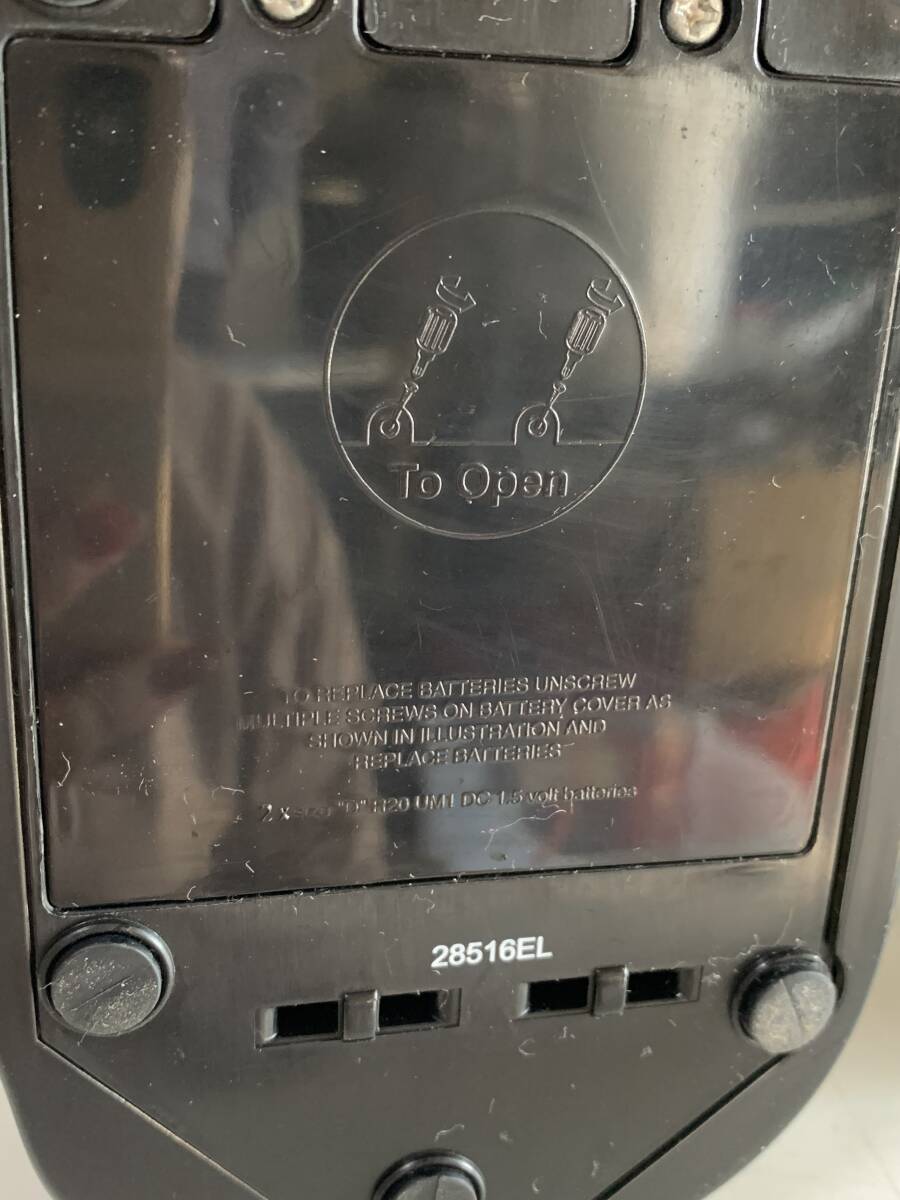 To Open
TO REPLACE BATTERIES UNSCREW
MULTIPLE SCREWS ON BATTERY COVER AS
SHOWN IN ILLUSTRATION AND
REPLACE BATTERIES
2 x size "D" R20 UM1 DC 1.5 volt batteries
28516EL